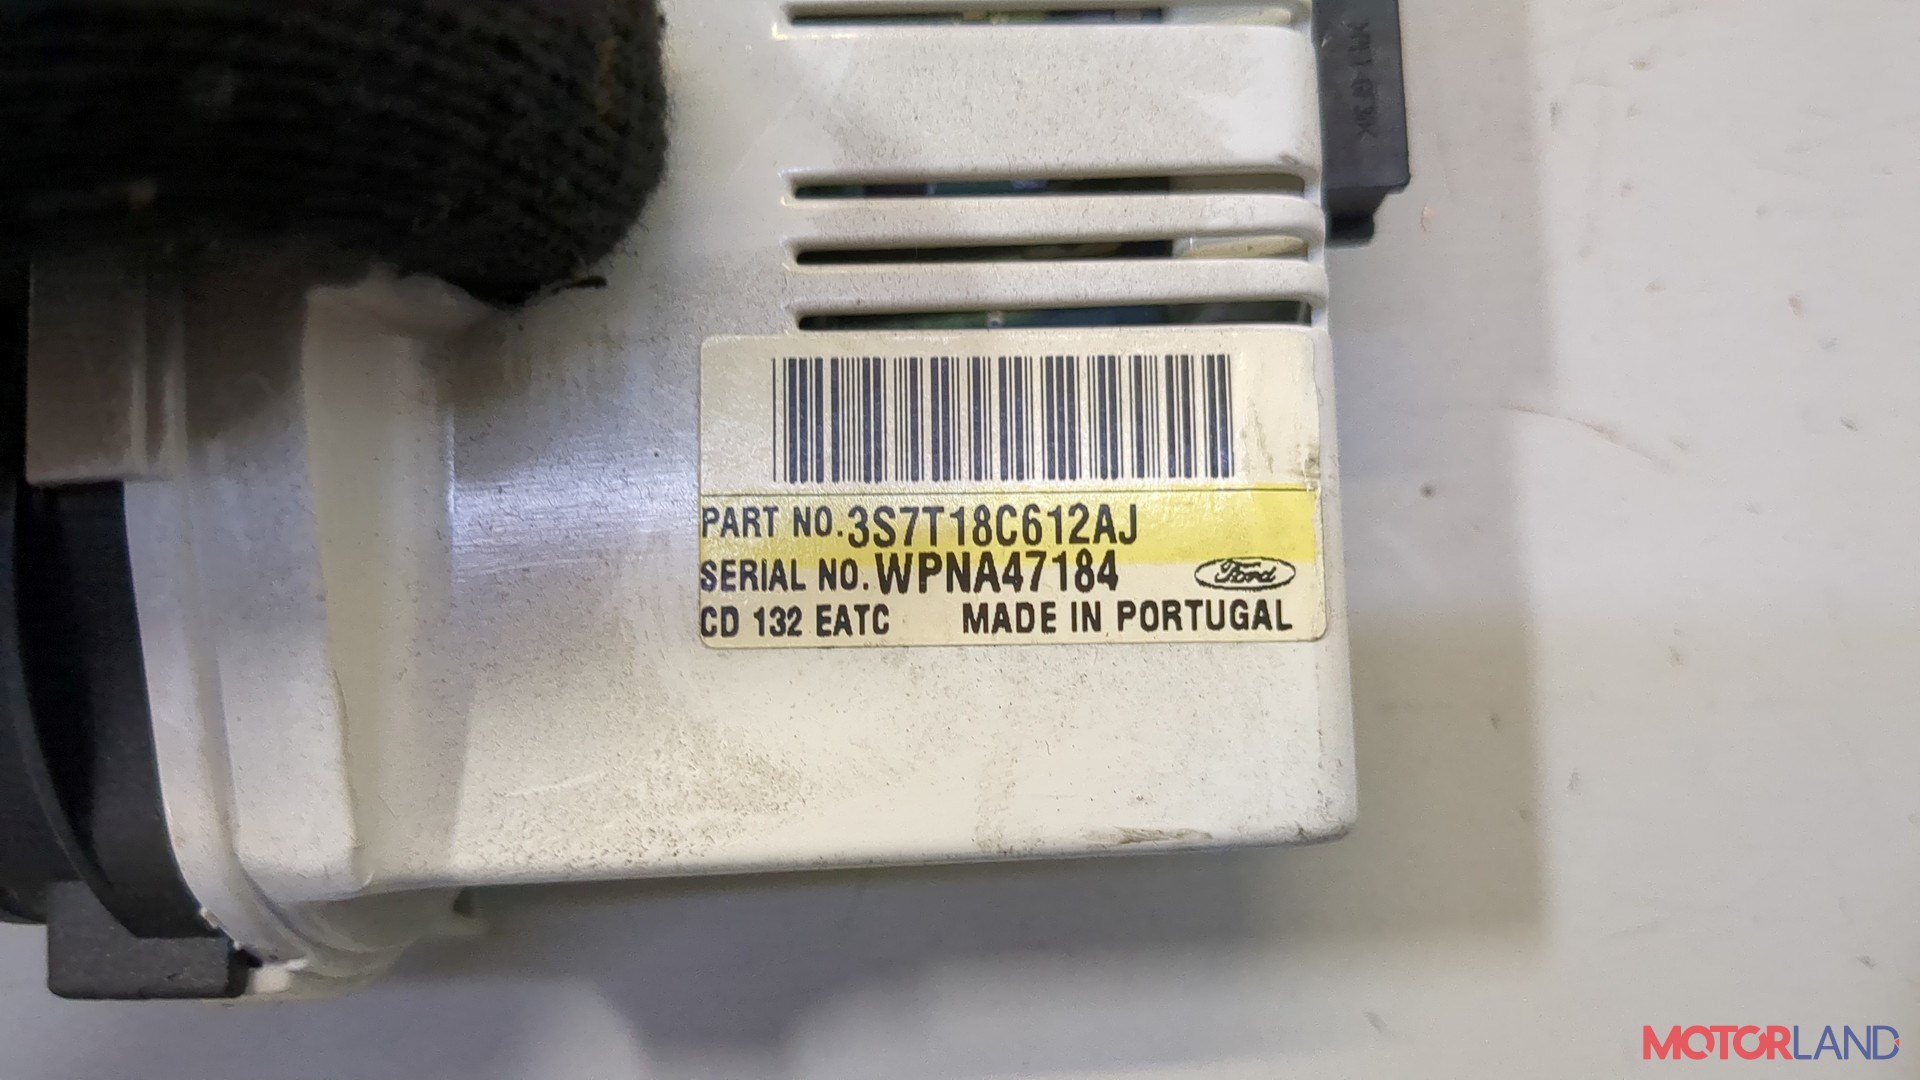 PART NO. 3S7T18C612AJ
SERIAL NO. WPNA47184
Ford
CD 132 EATC MADE IN PORTUGAL
MOTORLAND